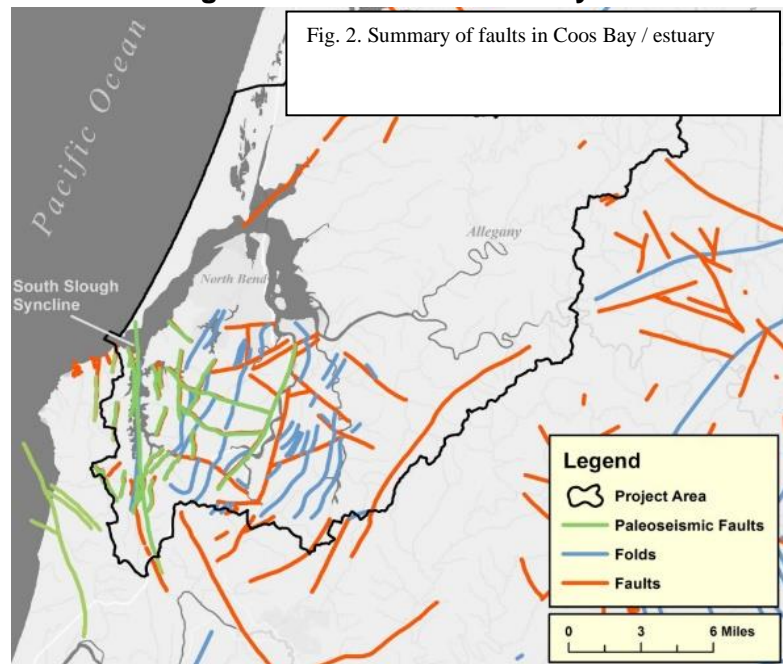 Fig. 2. Summary of faults in Coos Bay / estuary
Pacific Ocean
Allegany
North Bend
South Slough
Syncline
Legend
Project Area
Paleoseismic Faults
Folds
Faults
0 3 6 Miles